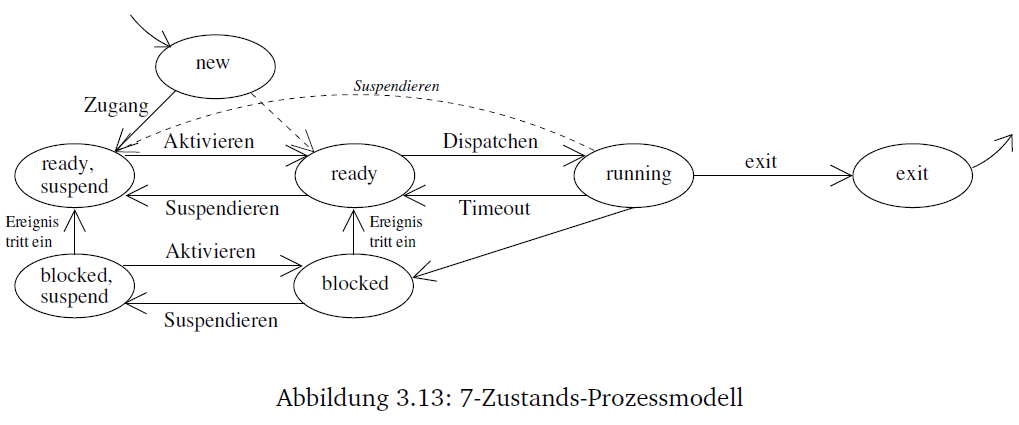 new
Suspendieren
Zugang
Aktivieren
Dispatchen
ready,
suspend
ready
running
exit
exit
Suspendieren
Timeout
Ereignis
tritt ein
Ereignis
tritt ein
Aktivieren
blocked,
suspend
blocked
Suspendieren
Abbildung 3.13: 7-Zustands-Prozessmodell